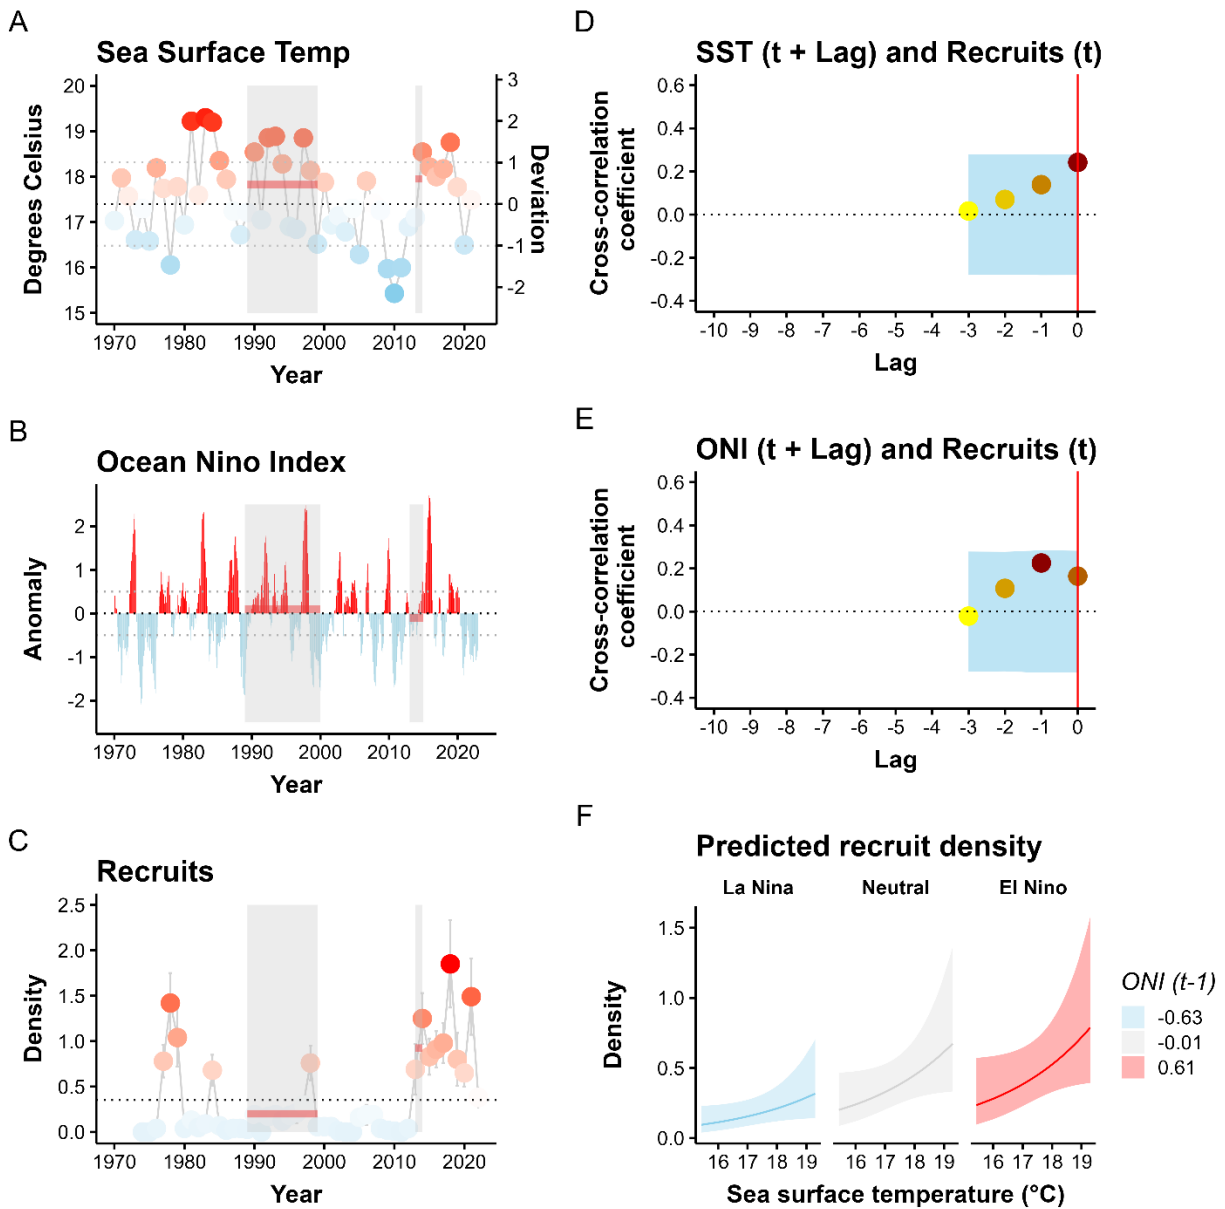 A
Sea Surface Temp
Degrees Celsius
20
19
18
17
16
15
3
2
1
0
-1
-2
Deviation
1970 1980 1990 2000 2010 2020
Year
B
Ocean Nino Index
Anomaly
2
1
0
-1
-2
1970 1980 1990 2000 2010 2020
Year
C
Recruits
Density
2.5
2.0
1.5
1.0
0.5
0.0
1970 1980 1990 2000 2010 2020
Year
D
SST (t + Lag) and Recruits (t)
Cross-correlation
coefficient
0.6
0.4
0.2
0.0
-0.2
-0.4
-10 -9 -8 -7 -6 -5 -4 -3 -2 -1 0
Lag
E
ONI (t + Lag) and Recruits (t)
Cross-correlation
coefficient
0.6
0.4
0.2
0.0
-0.2
-0.4
-10 -9 -8 -7 -6 -5 -4 -3 -2 -1 0
Lag
F
Predicted recruit density
La Nina Neutral El Nino
Density
1.5
1.0
0.5
0.0
16 17 18 19 16 17 18 19 16 17 18 19
Sea surface temperature (°C)
ONI (t-1)
-0.63
-0.01
0.61